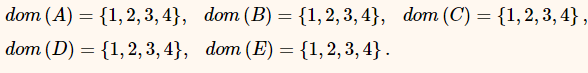 dom (A) = {1, 2, 3, 4}, dom (B) = {1, 2, 3, 4}, dom (C) = {1, 2, 3, 4} ,
dom (D) = {1, 2, 3, 4}, dom (E) = {1, 2, 3, 4} .